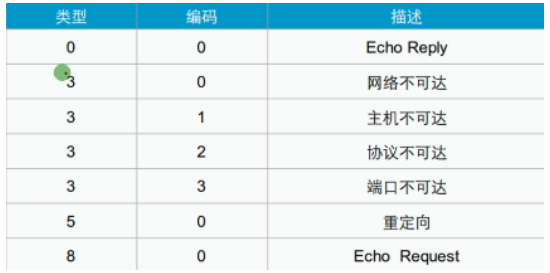 类型 编码 描述
0 0 Echo Reply
3 0 网络不可达
3 1 主机不可达
3 2 协议不可达
3 3 端口不可达
5 0 重定向
8 0 Echo Request